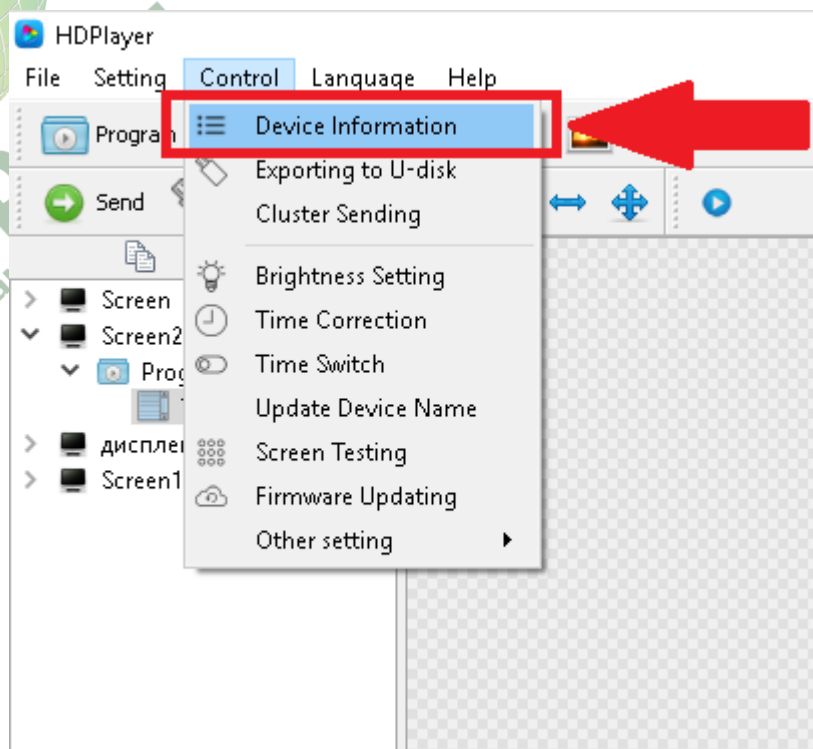 HDPlayer
File Setting Control Language Help
Program
Device Information
Exporting to U-disk
Send
Cluster Sending
Brightness Setting
Screen
Time Correction
Screen2
Time Switch
Update Device Name
Screen Testing
Screen1
Firmware Updating
Other setting